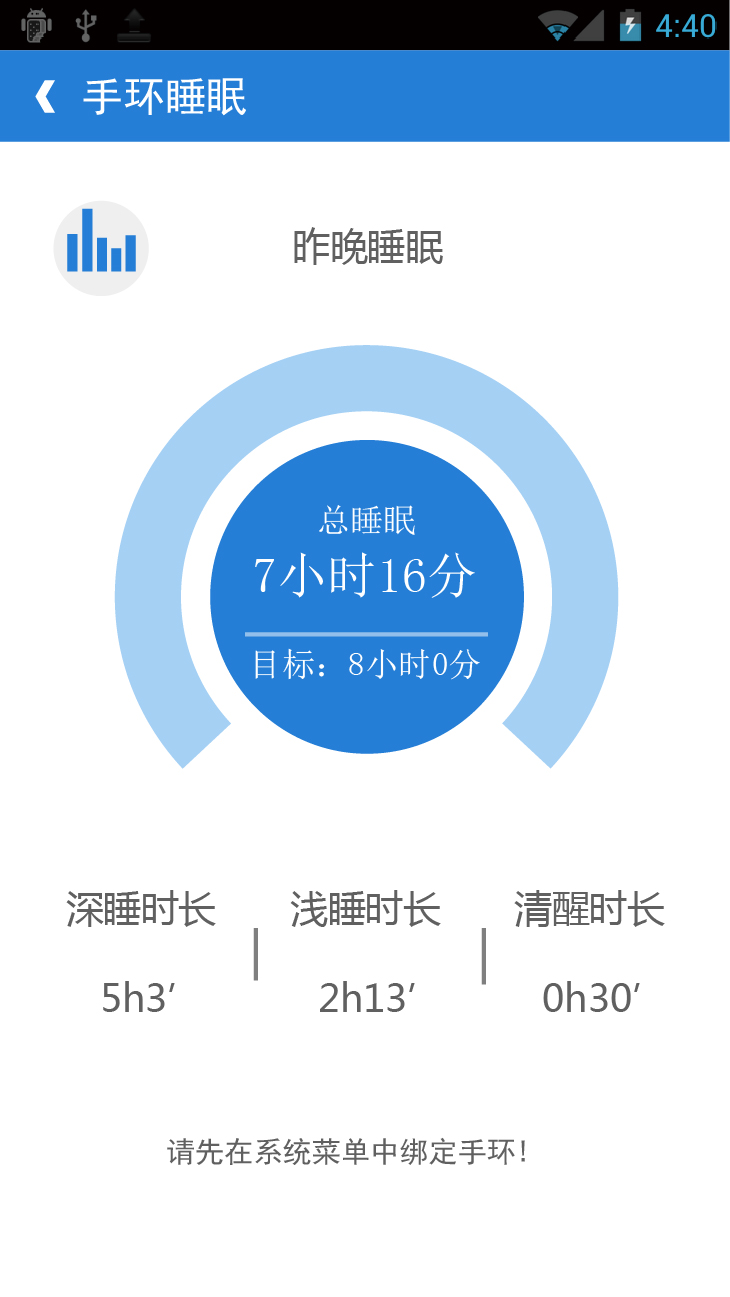 4:40
手环睡眠
昨晚睡眠
总睡眠
7小时16分
目标：8小时0分
深睡时长 浅睡时长 清醒时长
5h3′ 2h13′ 0h30′
请先在系统菜单中绑定手环！